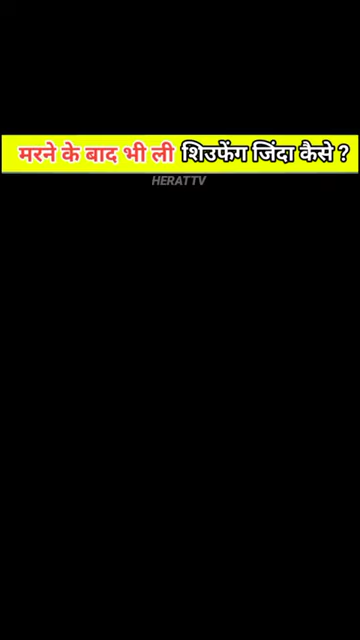 मरने के बाद भी ली शिउफेंग जिंदा कैसे ?
HERATTV